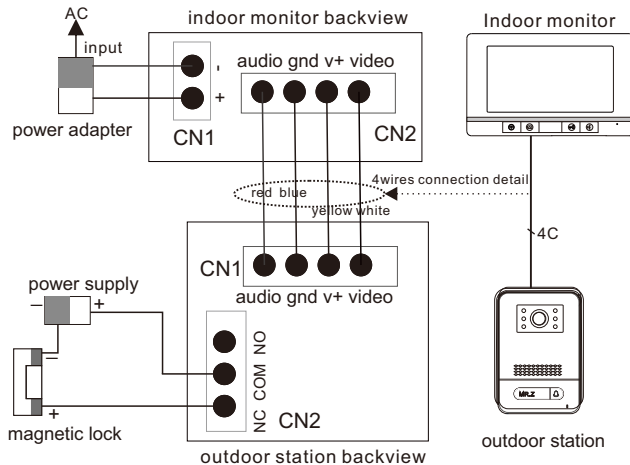 AC
indoor monitor backview
Indoor monitor
input
audio gnd v+ video
-
+
power adapter
CN1
CN2
4wires connection detail
red blue
yellow white
4C
CN1
audio gnd v+ video
power supply
− +
−
NC COM NO
+
CN2
MR.Z
magnetic lock
outdoor station
outdoor station backview